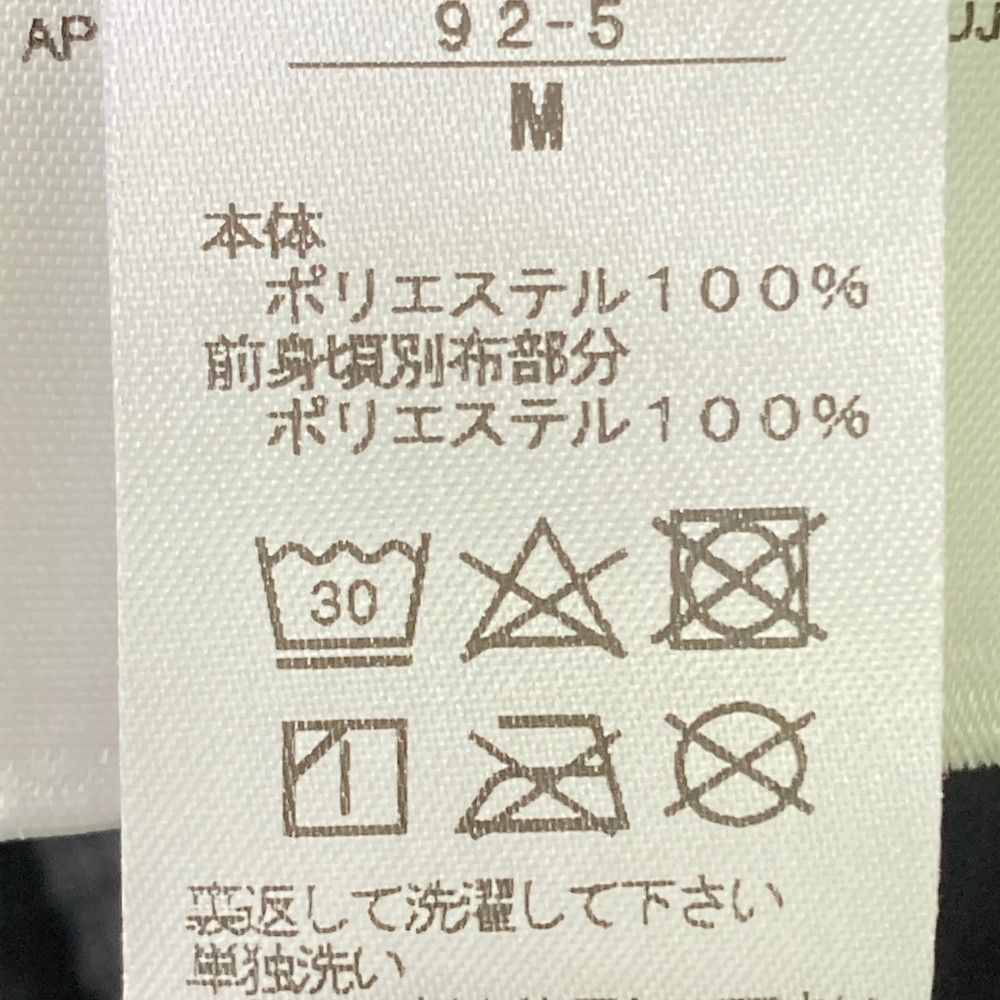 AP
92-5
M
本体
ポリエステル100%
前身頃別布部分
ポリエステル100%
30
裏返して洗濯して下さい
単独洗い